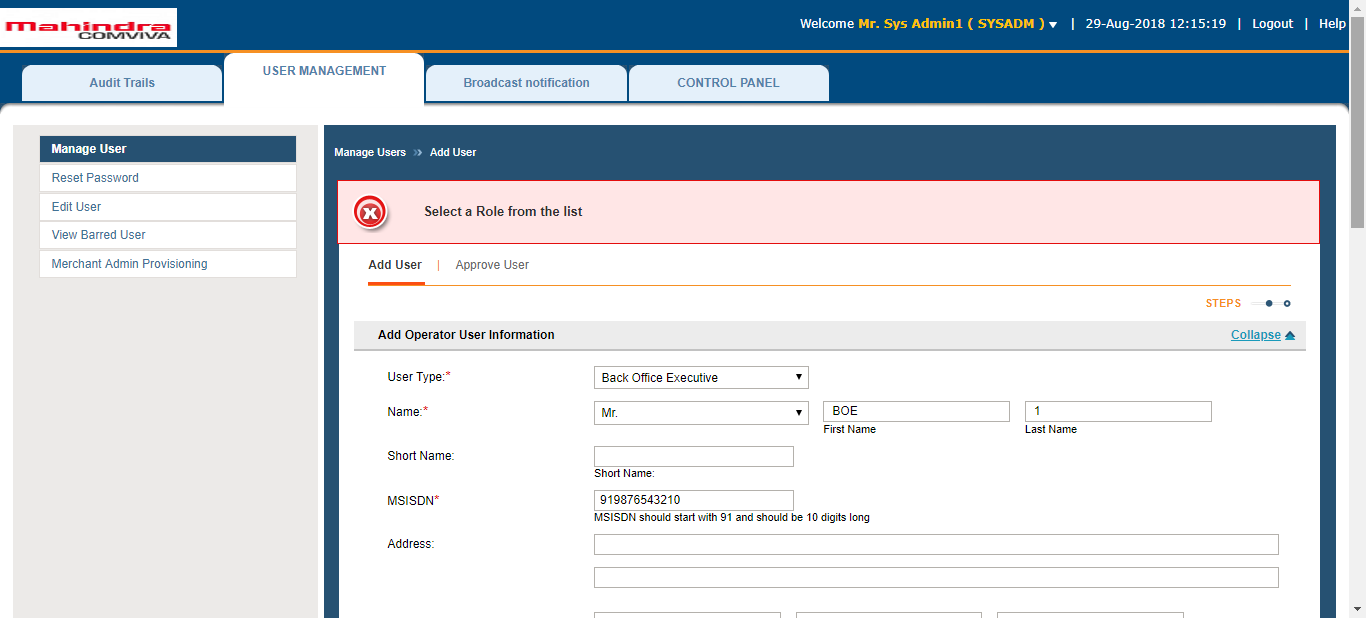 Mahindra
COMVIVA
Welcome Mr. Sys Admin1 ( SYSADM ) | 29-Aug-2018 12:15:19 | Logout | Help
Audit Trails
USER MANAGEMENT
Broadcast notification
CONTROL PANEL
Manage User
Reset Password
Edit User
View Barred User
Merchant Admin Provisioning
Manage Users » Add User
Select a Role from the list
Add User | Approve User
STEPS
Add Operator User Information
Collapse
User Type:* Back Office Executive
Name:* Mr. BOE 1
First Name Last Name
Short Name:
Short Name:
MSISDN* 919876543210
MSISDN should start with 91 and should be 10 digits long
Address: